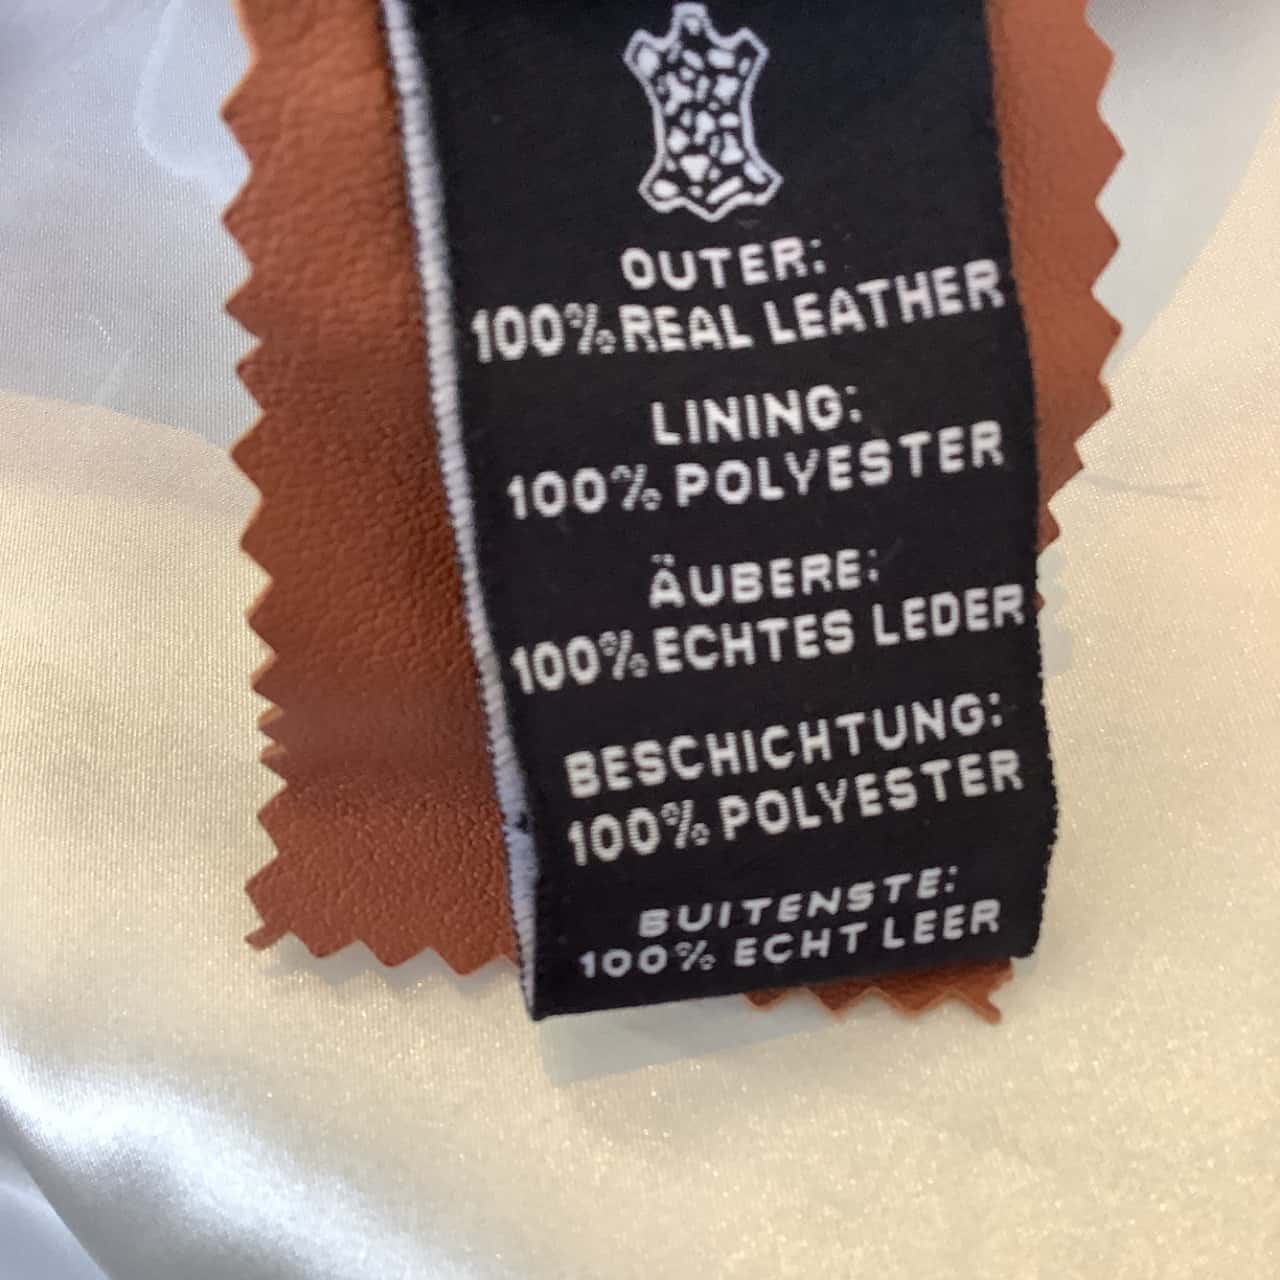 OUTER:
100% REAL LEATHER
LINING:
100% POLYESTER
ÄUBERE:
100% ECHTES LEDER
BESCHICHTUNG:
100% POLYESTER
BUITENSTE:
100% ECHT LEER